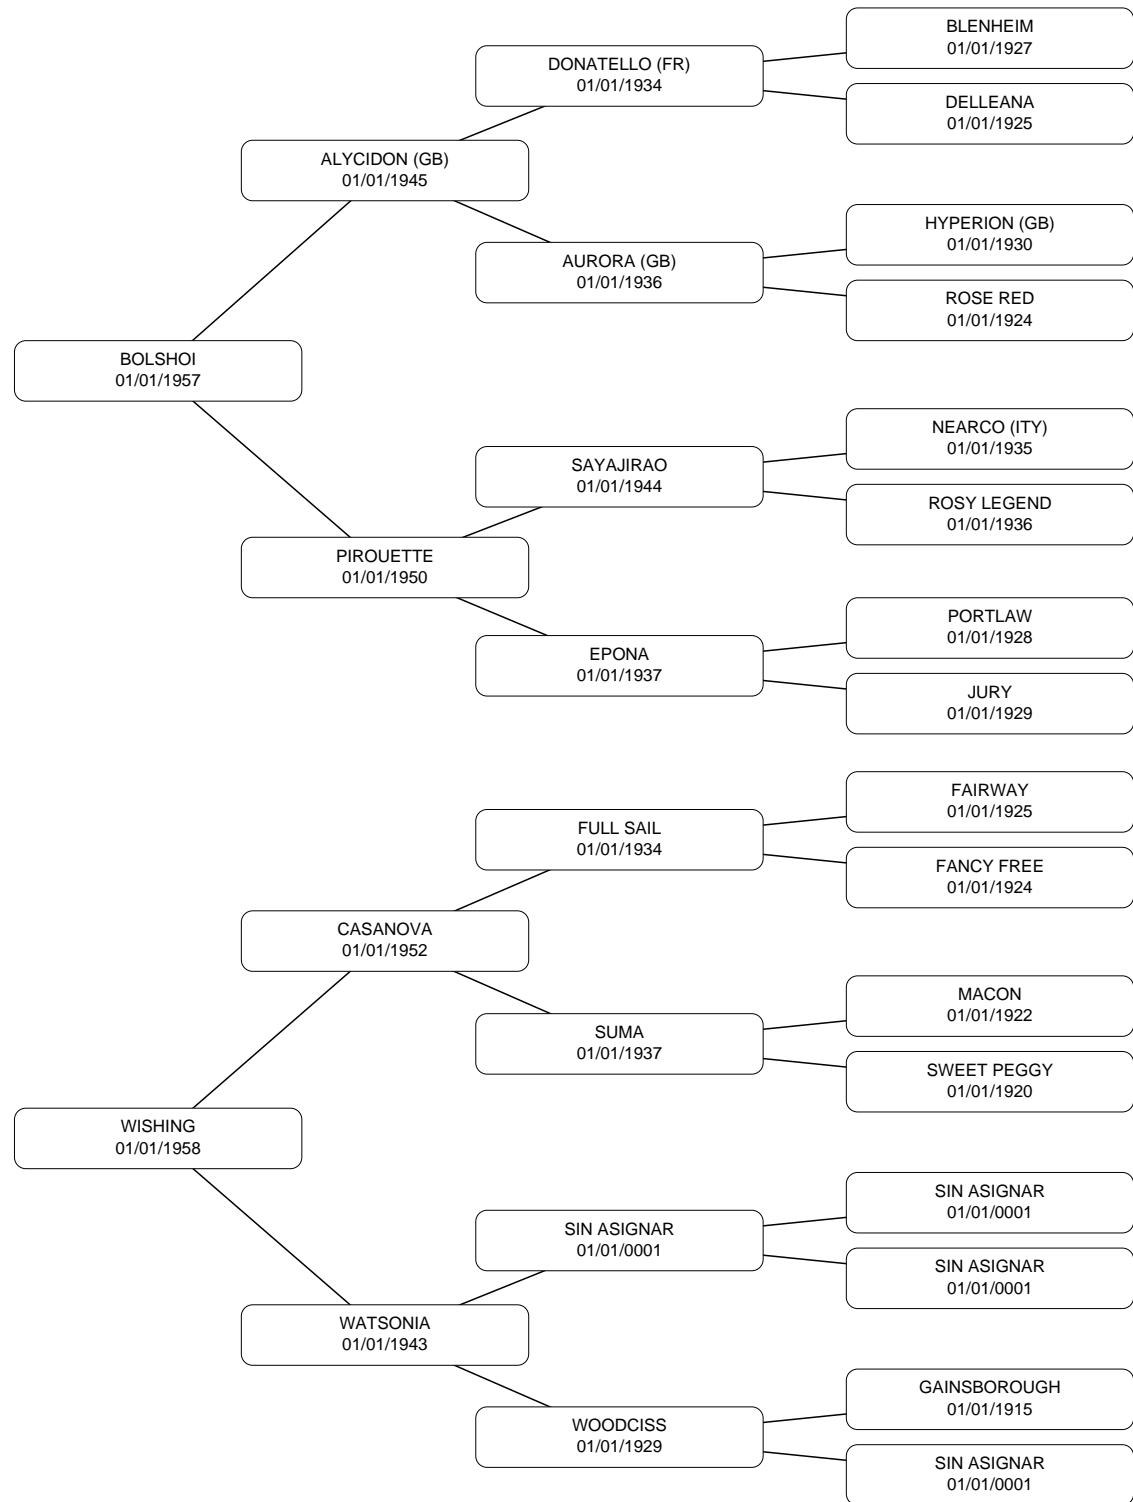 BLENHEIM
01/01/1927
DONATELLO (FR)
01/01/1934
DELLEANA
01/01/1925
ALYCIDON (GB)
01/01/1945
HYPERION (GB)
01/01/1930
AURORA (GB)
01/01/1936
ROSE RED
01/01/1924
BOLSHOI
01/01/1957
NEARCO (ITY)
01/01/1935
SAYAJIRAO
01/01/1944
ROSY LEGEND
01/01/1936
PIROUETTE
01/01/1950
PORTLAW
01/01/1928
EPONA
01/01/1937
JURY
01/01/1929
FAIRWAY
01/01/1925
FULL SAIL
01/01/1934
FANCY FREE
01/01/1924
CASANOVA
01/01/1952
MACON
01/01/1922
SUMA
01/01/1937
SWEET PEGGY
01/01/1920
WISHING
01/01/1958
SIN ASIGNAR
01/01/0001
SIN ASIGNAR
01/01/0001
SIN ASIGNAR
01/01/0001
WATSONIA
01/01/1943
GAINSBOROUGH
01/01/1915
WOODCISS
01/01/1929
SIN ASIGNAR
01/01/0001